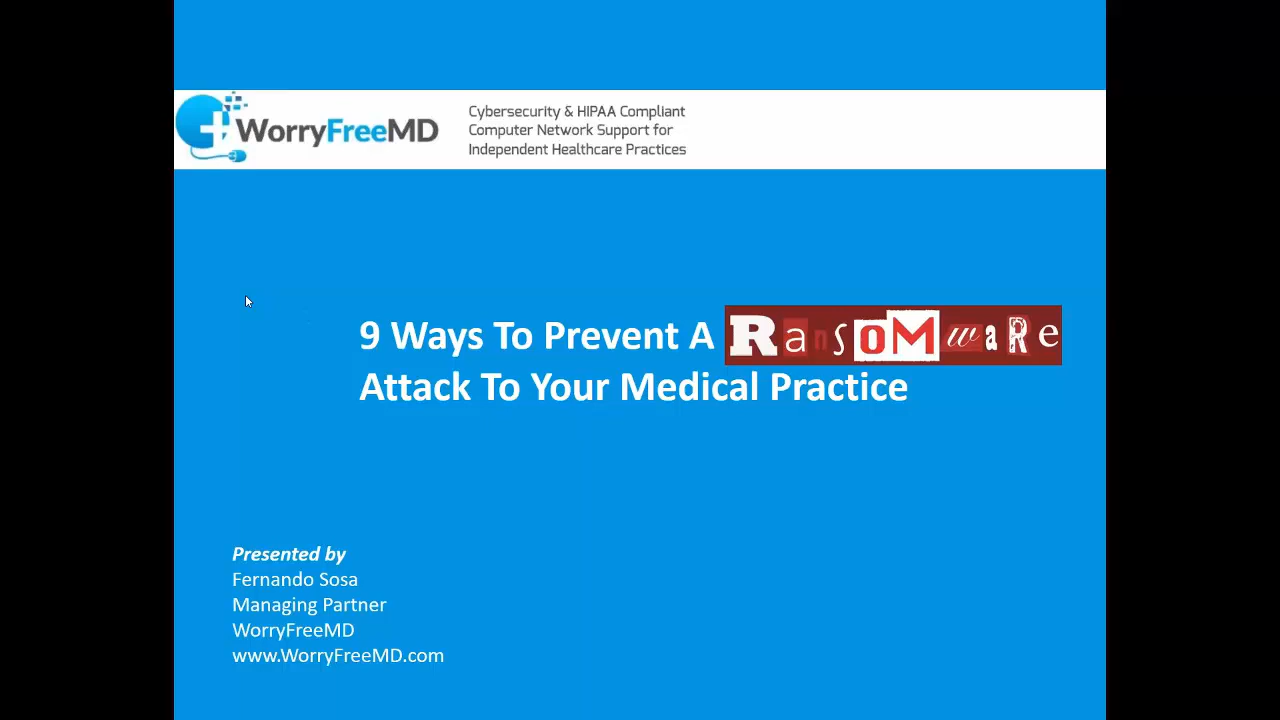 WorryFreeMD
Cybersecurity & HIPAA Compliant
Computer Network Support for
Independent Healthcare Practices
9 Ways To Prevent A RansoMwaRe
Attack To Your Medical Practice
Presented by
Fernando Sosa
Managing Partner
WorryFreeMD
www.WorryFreeMD.com